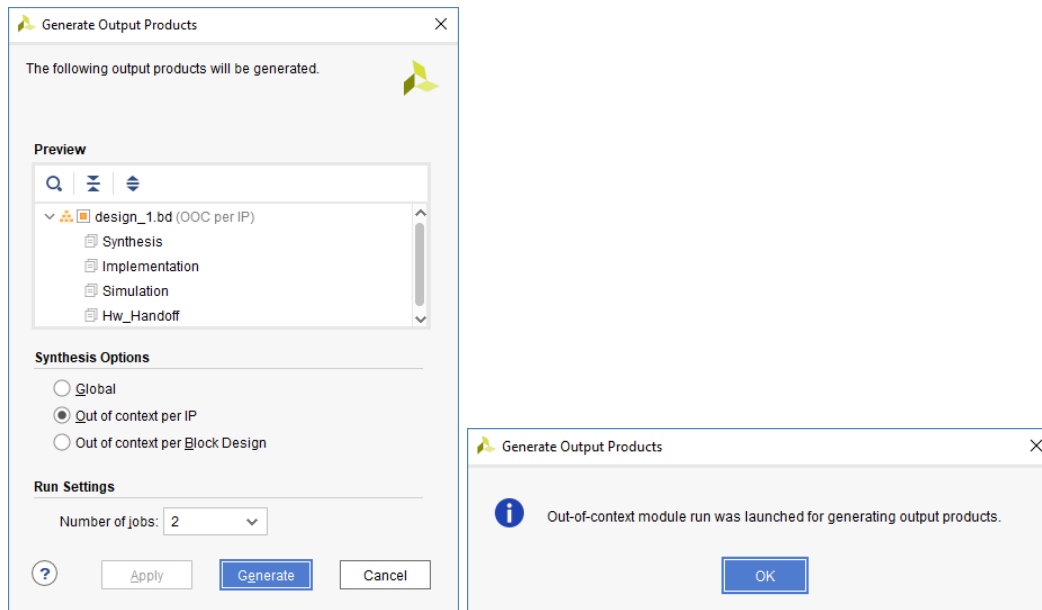 Generate Output Products
The following output products will be generated.
Preview
design_1.bd (OOC per IP)
Synthesis
Implementation
Simulation
Hw_Handoff
Synthesis Options
Global
Out of context per IP
Out of context per Block Design
Run Settings
Number of jobs: 2
? Apply Generate Cancel
Generate Output Products
Out-of-context module run was launched for generating output products.
OK